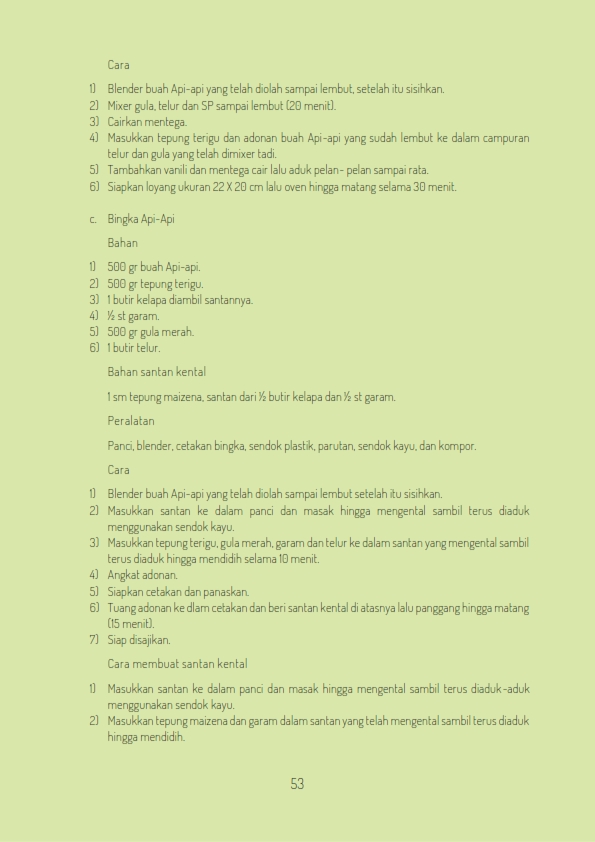 Cara
1) Blender buah Api-api yang telah diolah sampai lembut, setelah itu sisihkan.
2) Mixer gula, telur dan SP sampai lembut (20 menit).
3) Cairkan mentega.
4) Masukkan tepung terigu dan adonan buah Api-api yang sudah lembut ke dalam campuran
telur dan gula yang telah dimixer tadi.
5) Tambahkan vanili dan mentega cair lalu aduk pelan- pelan sampai rata.
6) Siapkan loyang ukuran 22 X 20 cm lalu oven hingga matang selama 30 menit.
c. Bingka Api-Api
Bahan
1) 500 gr buah Api-api.
2) 500 gr tepung terigu.
3) 1 butir kelapa diambil santannya.
4) ½ st garam.
5) 500 gr gula merah.
6) 1 butir telur.
Bahan santan kental
1 sm tepung maizena, santan dari ½ butir kelapa dan ½ st garam.
Peralatan
Panci, blender, cetakan bingka, sendok plastik, parutan, sendok kayu, dan kompor.
Cara
1) Blender buah Api-api yang telah diolah sampai lembut setelah itu sisihkan.
2) Masukkan santan ke dalam panci dan masak hingga mengental sambil terus diaduk
menggunakan sendok kayu.
3) Masukkan tepung terigu, gula merah, garam dan telur ke dalam santan yang mengental sambil
terus diaduk hingga mendidih selama 10 menit.
4) Angkat adonan.
5) Siapkan cetakan dan panaskan.
6) Tuang adonan ke dlam cetakan dan beri santan kental di atasnya lalu panggang hingga matang
(15 menit).
7) Siap disajikan.
Cara membuat santan kental
1) Masukkan santan ke dalam panci dan masak hingga mengental sambil terus diaduk-aduk
menggunakan sendok kayu.
2) Masukkan tepung maizena dan garam dalam santan yang telah mengental sambil terus diaduk
hingga mendidih.
53